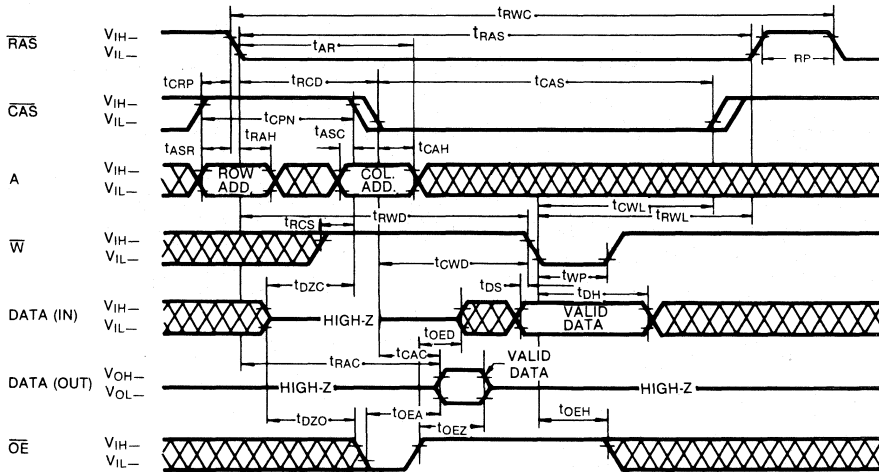 tRWC
RAS VIH VIL tAR tRAS RP
tCRP tRCD tCAS
CAS VIH VIL tCPN
tASR tRAH tASC tCAH
A VIH VIL ROW ADD. COL. ADD.
tCWL
tRCS tRWD tRWL
W VIH VIL
tCWD tWP
tDZC tDS tDH
DATA (IN) VIH VIL HIGH-Z VALID DATA
tOED
tRAC tCAC VALID DATA
DATA (OUT) VOH VOL HIGH-Z HIGH-Z
tDZO tOEA tOEZ tOEH
OE VIH VIL